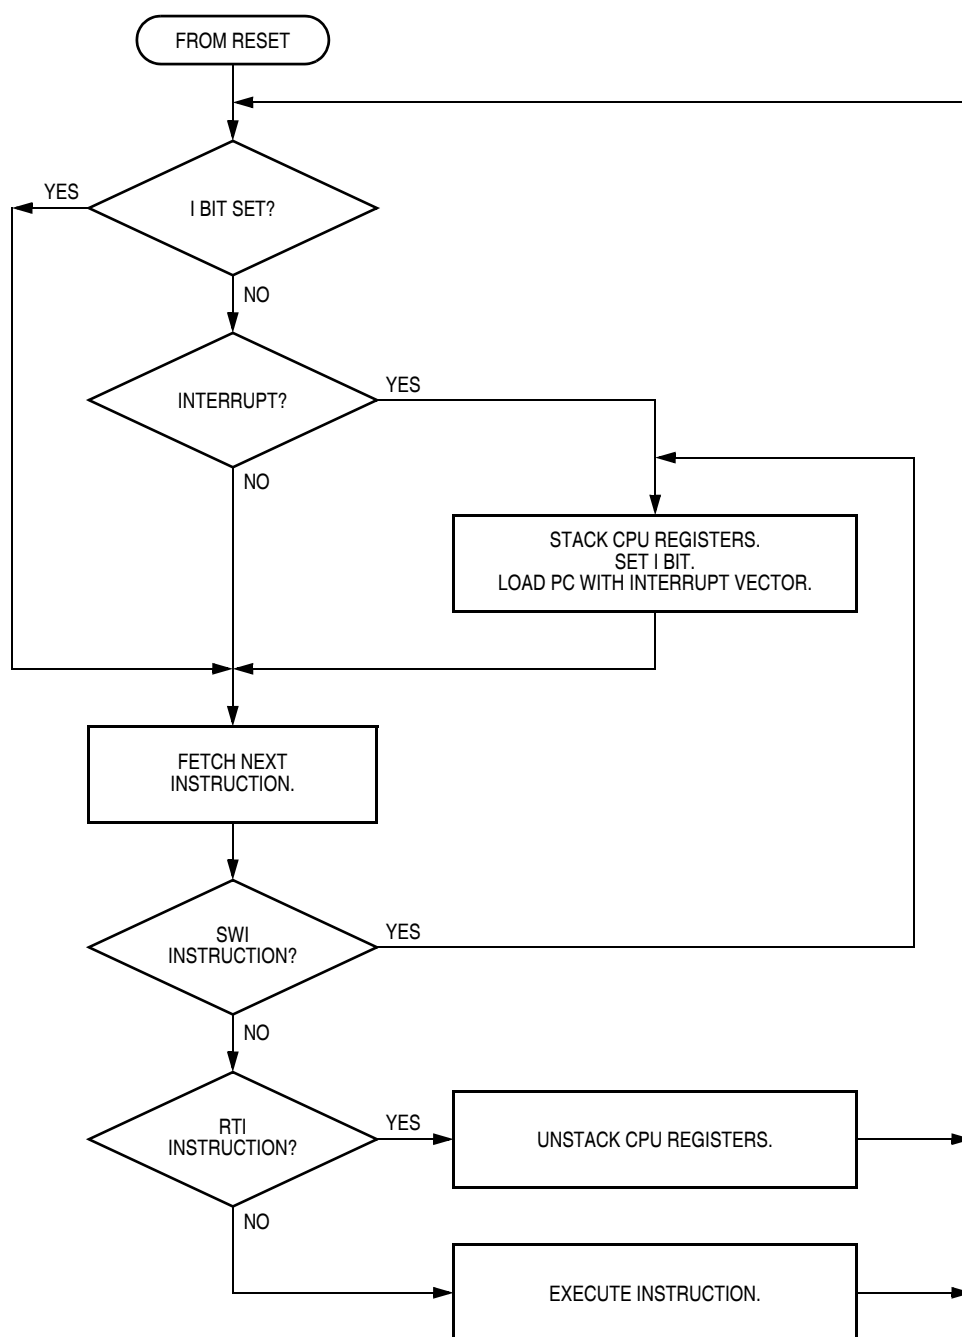 FROM RESET
YES
I BIT SET?
NO
INTERRUPT?
YES
NO
STACK CPU REGISTERS.
SET I BIT.
LOAD PC WITH INTERRUPT VECTOR.
FETCH NEXT
INSTRUCTION.
SWI
INSTRUCTION?
YES
NO
RTI
INSTRUCTION?
YES
UNSTACK CPU REGISTERS.
NO
EXECUTE INSTRUCTION.